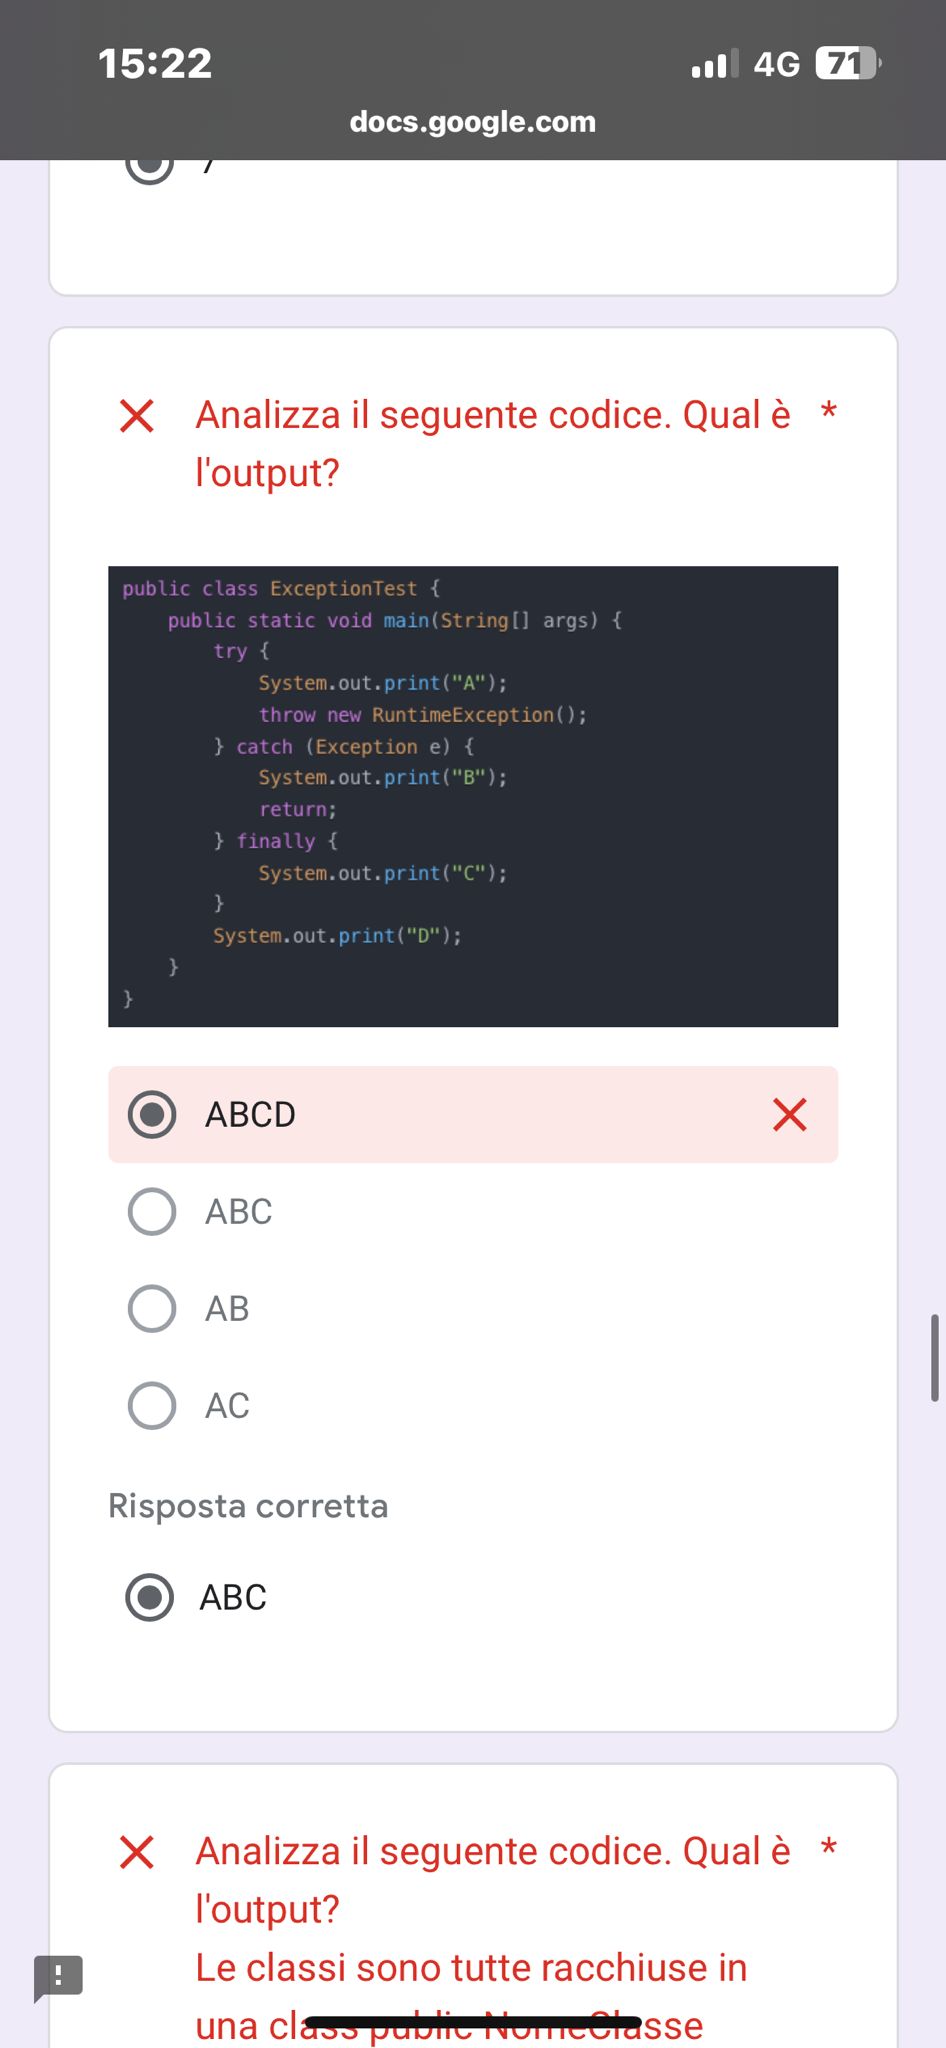 15:22
4G 71
docs.google.com
Analizza il seguente codice. Qual è *
l'output?
public class ExceptionTest {
    public static void main(String[] args) {
        try {
            System.out.print("A");
            throw new RuntimeException();
        } catch (Exception e) {
            System.out.print("B");
            return;
        } finally {
            System.out.print("C");
        }
        System.out.print("D");
    }
}
ABCD
ABC
AB
AC
Risposta corretta
ABC
Analizza il seguente codice. Qual è *
l'output?
Le classi sono tutte racchiuse in
una class public NomeClasse